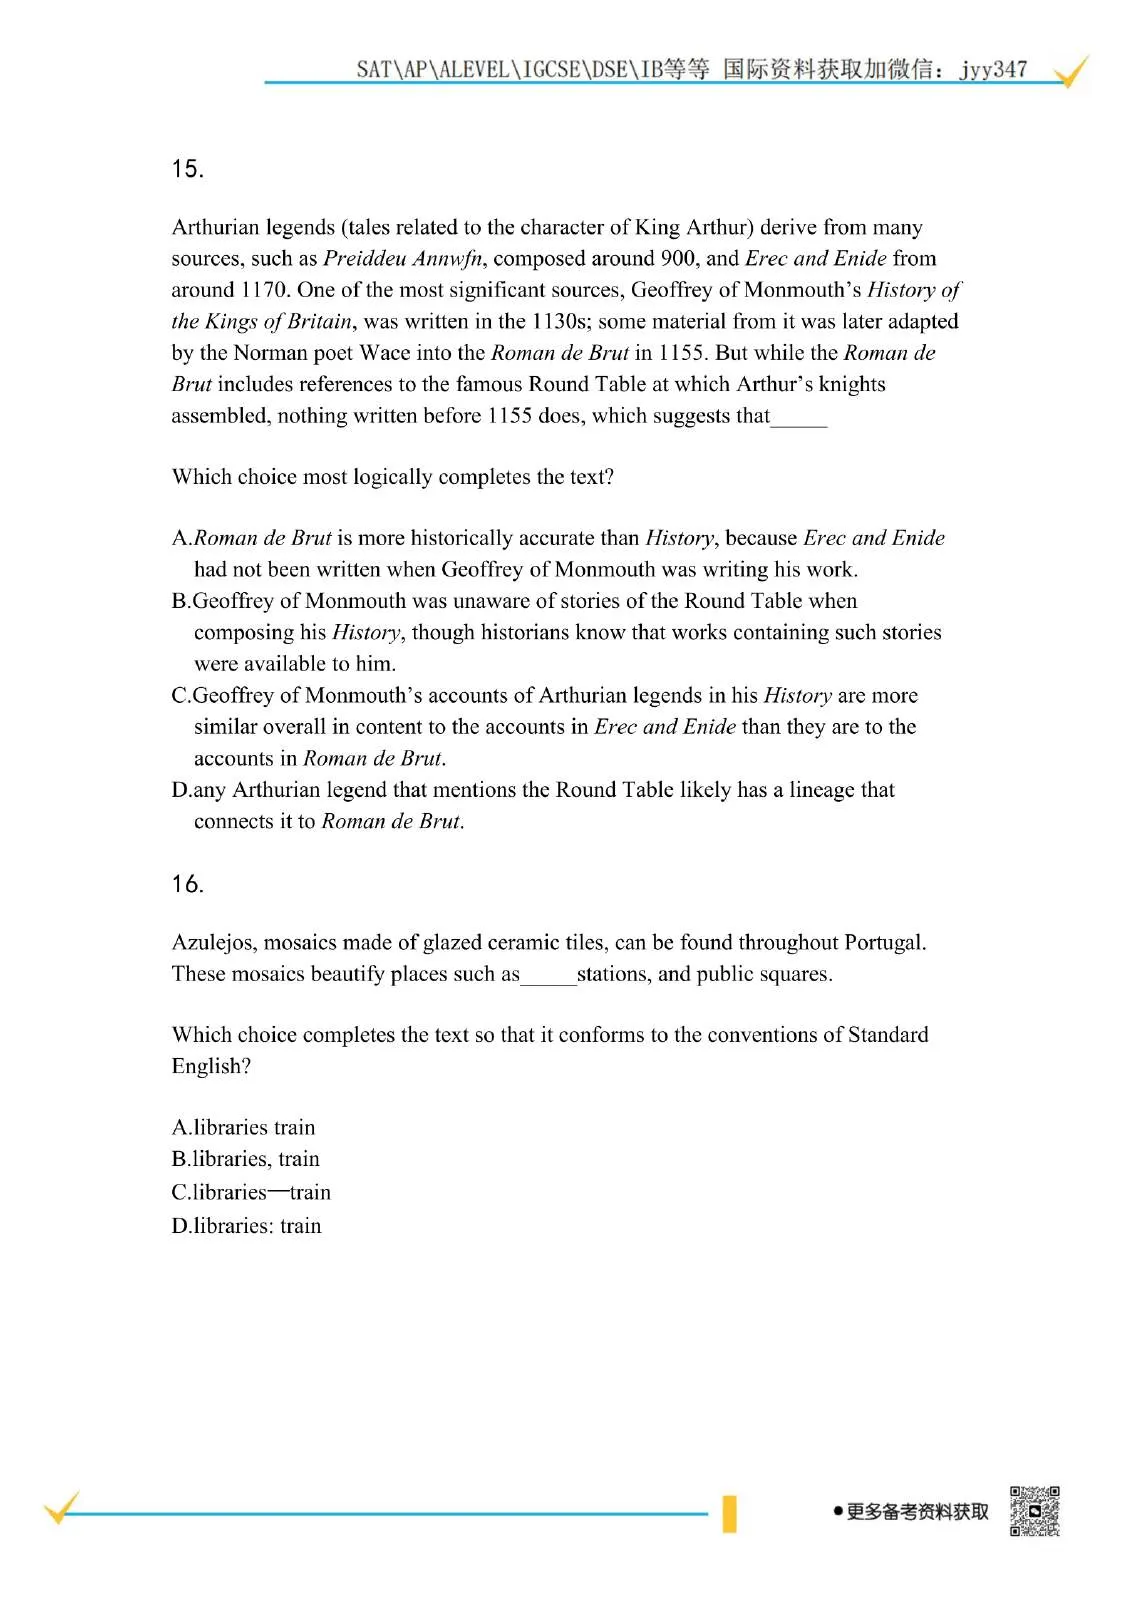 SAT\AP\ALEVEL\IGCSE\DSE\IB等等 国际资料获取加微信：jyy347
15.
Arthurian legends (tales related to the character of King Arthur) derive from many
sources, such as Preiddeu Annwfn, composed around 900, and Erec and Enide from
around 1170. One of the most significant sources, Geoffrey of Monmouth’s History of
the Kings of Britain, was written in the 1130s; some material from it was later adapted
by the Norman poet Wace into the Roman de Brut in 1155. But while the Roman de
Brut includes references to the famous Round Table at which Arthur’s knights
assembled, nothing written before 1155 does, which suggests that_____
Which choice most logically completes the text?
A.Roman de Brut is more historically accurate than History, because Erec and Enide
had not been written when Geoffrey of Monmouth was writing his work.
B.Geoffrey of Monmouth was unaware of stories of the Round Table when
composing his History, though historians know that works containing such stories
were available to him.
C.Geoffrey of Monmouth’s accounts of Arthurian legends in his History are more
similar overall in content to the accounts in Erec and Enide than they are to the
accounts in Roman de Brut.
D.any Arthurian legend that mentions the Round Table likely has a lineage that
connects it to Roman de Brut.
16.
Azulejos, mosaics made of glazed ceramic tiles, can be found throughout Portugal.
These mosaics beautify places such as_____stations, and public squares.
Which choice completes the text so that it conforms to the conventions of Standard
English?
A.libraries train
B.libraries, train
C.libraries—train
D.libraries: train
●更多备考资料获取